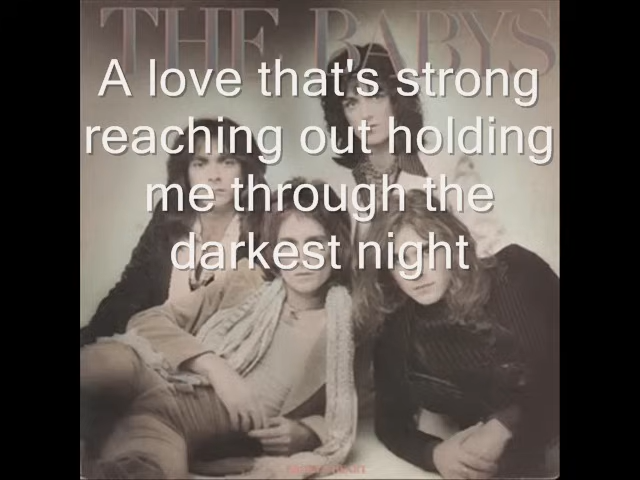 THE BABYS
A love that's strong
reaching out holding
me through the
darkest night